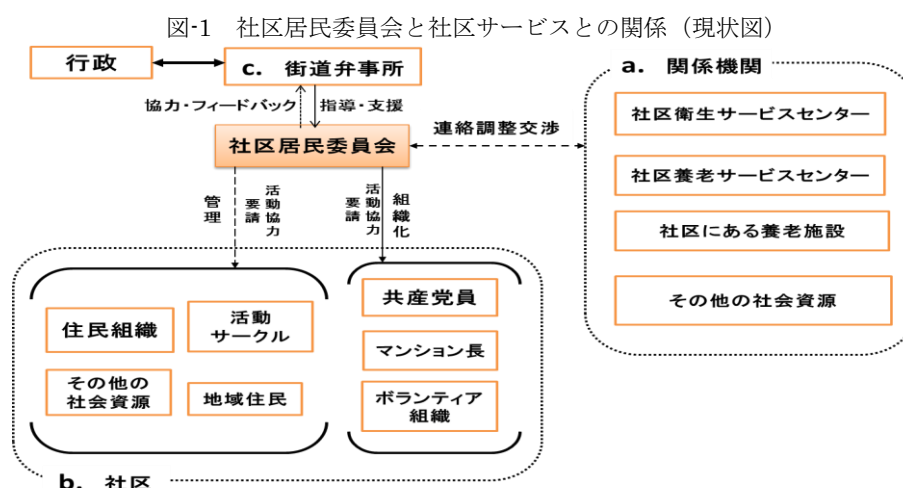 図-1 社区居民委員会と社区サービスとの関係（現状図）
行政
c. 街道弁事所
a. 関係機関
協力・フィードバック
指導・支援
社区居民委員会
連絡調整交渉
社区衛生サービスセンター
社区養老サービスセンター
社区にある養老施設
その他の社会資源
管理
活動協力
要請
活動協力
要請
組織化
住民組織
活動
サークル
その他の
社会資源
地域住民
共産党員
マンション長
ボランティア
組織
b. 社区